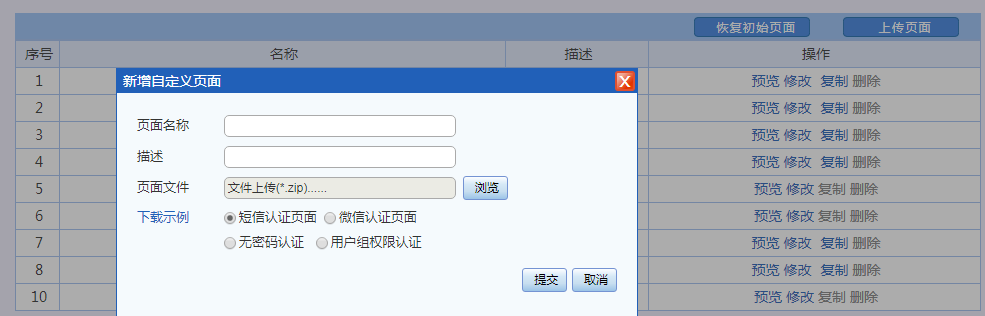 恢复初始页面 上传页面
序号 名称 描述 操作
1 预览 修改 复制 删除
2 预览 修改 复制 删除
3 预览 修改 复制 删除
4 预览 修改 复制 删除
5 预览 修改 复制 删除
6 预览 修改 复制 删除
7 预览 修改 复制 删除
8 预览 修改 复制 删除
10 预览 修改 复制 删除
新增自定义页面 X
页面名称
描述
页面文件 文件上传(*.zip)...... 浏览
下载示例 短信认证页面 微信认证页面
无密码认证 用户组权限认证
提交 取消